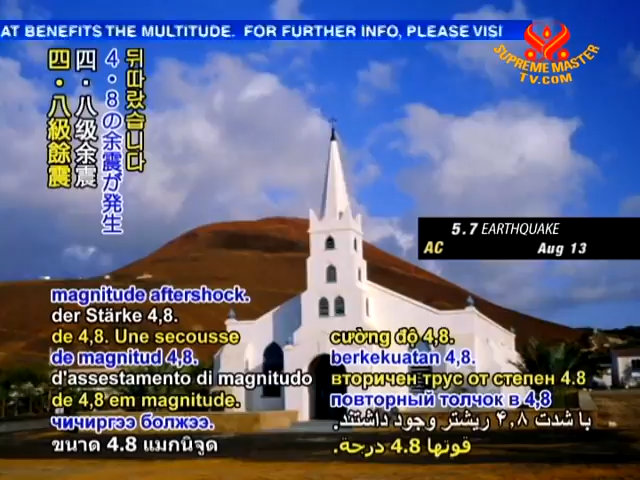 AT BENEFITS THE MULTITUDE. FOR FURTHER INFO, PLEASE VISI
SUPREME MASTER
TV.COM
뒤따랐습니다
4・8の余震が発生
四・八级余震
四・八級餘震
5.7 EARTHQUAKE
AC Aug 13
magnitude aftershock.
der Stärke 4,8.
de 4,8. Une secousse
de magnitud 4,8.
d'assestamento di magnitudo
de 4,8 em magnitude.
чичиргээ болжээ.
ขนาด 4.8 แมกนิจูด
cường độ 4,8.
berkekuatan 4,8.
вторичен трус от степен 4.8
повторный толчок в 4,8
با شدت ۴٫۸ ریشتر وجود داشتند.
قوتها 4.8 درجة.